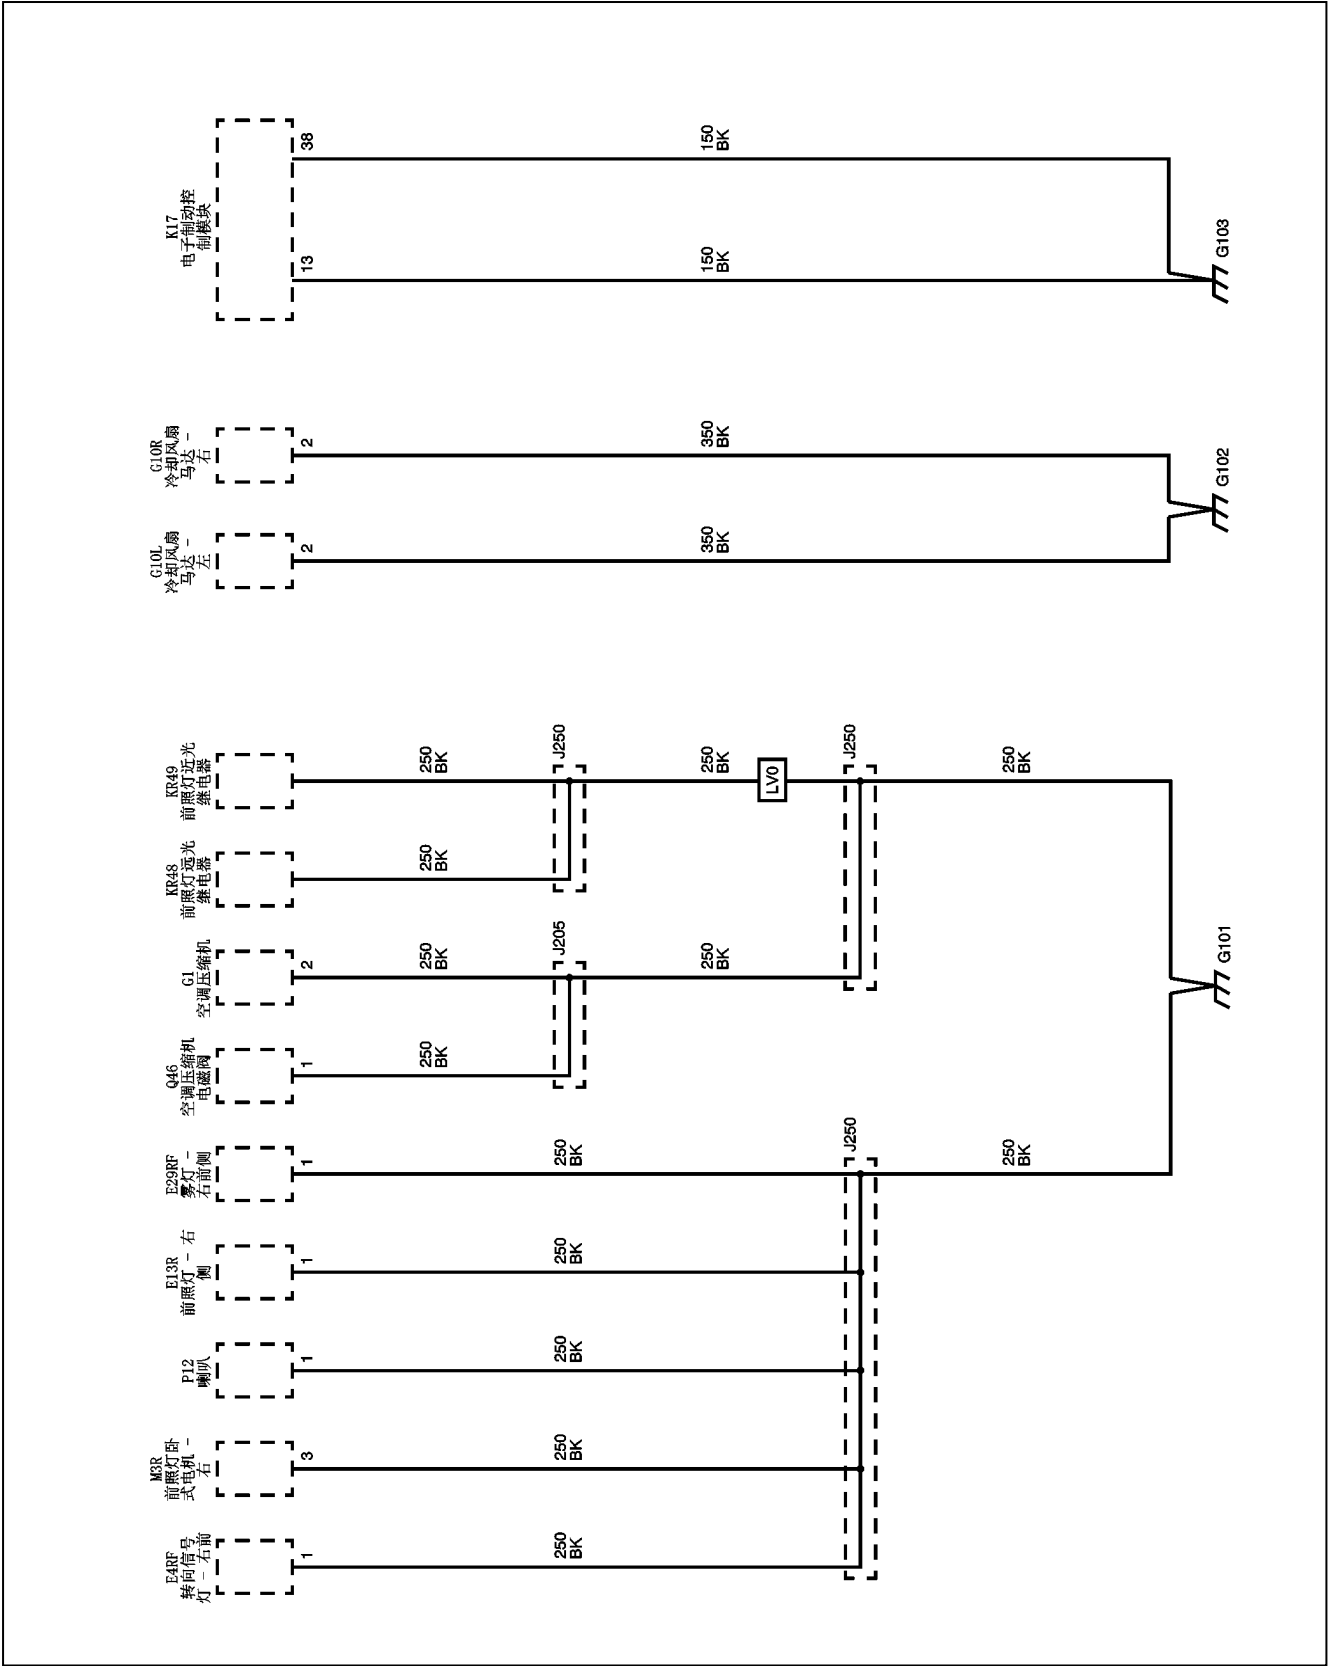 E4RF
转向信号
灯 - 右前
M3R
前照灯卧
式电机 -
右
P12
喇叭
E13R
前照灯 - 右
侧
E29RF
雾灯 -
右前侧
Q46
空调压缩机
电磁阀
G1
空调压缩机
KR48
前照灯远光
继电器
KR49
前照灯近光
继电器
G10L
冷却风扇
马达 -
左
G10R
冷却风扇
马达 -
右
K17
电子制动控
制模块
1
3
1
1
1
1
2
2
2
13
38
250
BK
250
BK
250
BK
250
BK
250
BK
250
BK
250
BK
250
BK
250
BK
J205
J250
250
BK
250
BK
350
BK
350
BK
150
BK
150
BK
LV0
J250
J250
250
BK
250
BK
G101
G102
G103